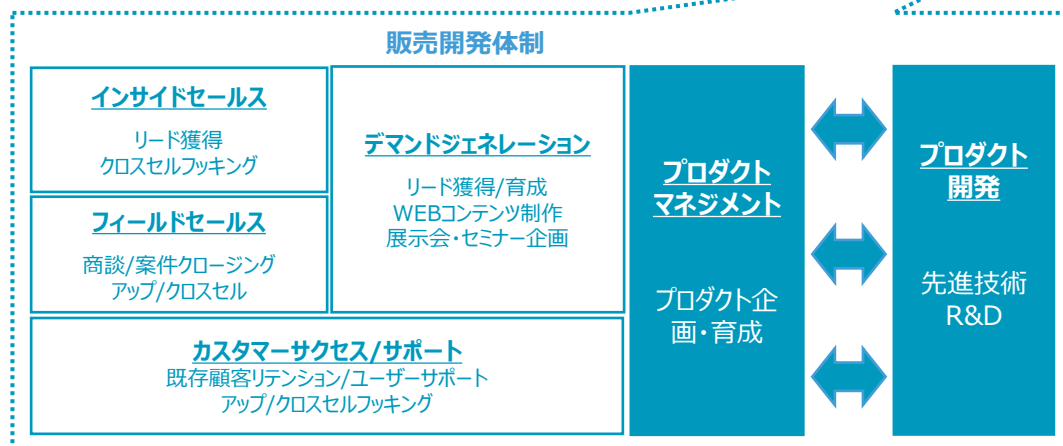 販売開発体制
インサイドセールス
リード獲得
クロスセルフッキング
フィールドセールス
商談/案件クロージング
アップ/クロスセル
デマンドジェネレーション
リード獲得/育成
WEBコンテンツ制作
展示会・セミナー企画
カスタマーサクセス/サポート
既存顧客リテンション/ユーザーサポート
アップ/クロスセルフッキング
プロダクト
マネジメント
プロダクト企
画・育成
プロダクト
開発
先進技術
R&D